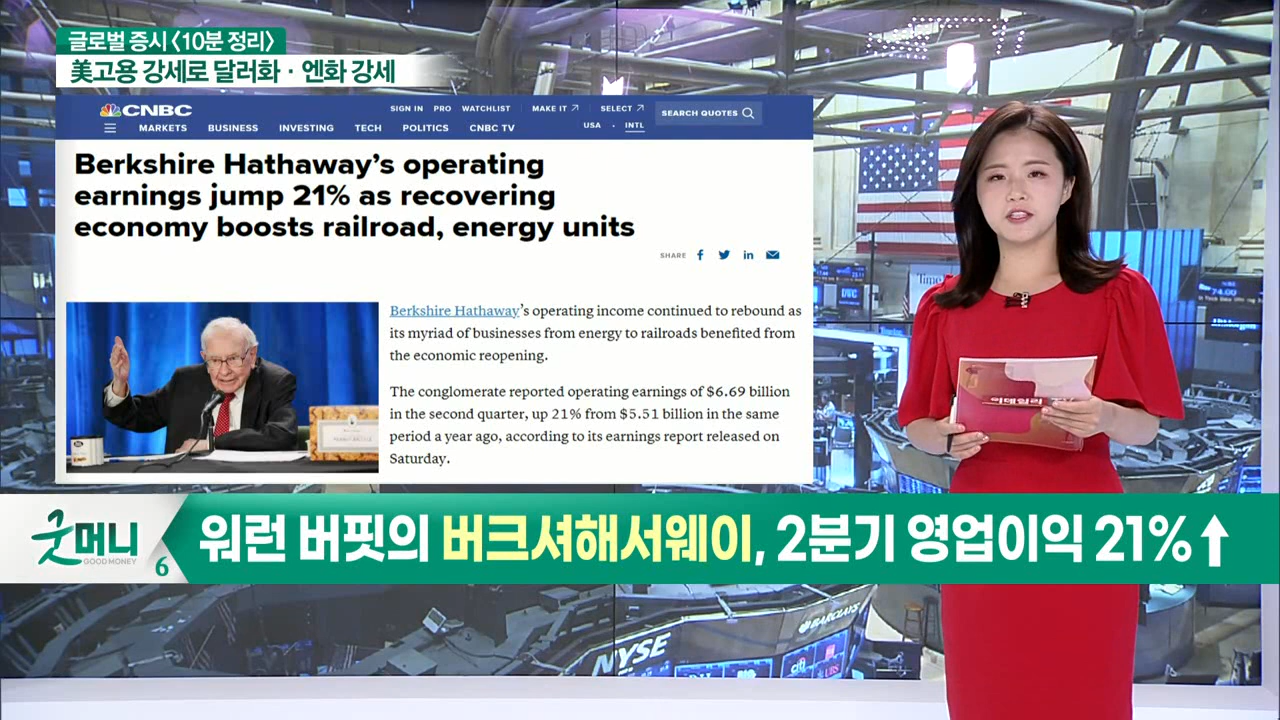 글로벌 증시 〈10분 정리〉
美고용 강세로 달러화 · 엔화 강세
CNBC
SIGN IN PRO WATCHLIST MAKE IT SELECT SEARCH QUOTES
USA · INTL
MARKETS BUSINESS INVESTING TECH POLITICS CNBC TV
Berkshire Hathaway's operating
earnings jump 21% as recovering
economy boosts railroad, energy units
SHARE
Berkshire Hathaway's operating income continued to rebound as
its myriad of businesses from energy to railroads benefited from
the economic reopening.
The conglomerate reported operating earnings of $6.69 billion
in the second quarter, up 21% from $5.51 billion in the same
period a year ago, according to its earnings report released on
Saturday.
굿머니
GOOD MONEY
6
워런 버핏의 버크셔해서웨이, 2분기 영업이익 21%↑
NYSE
BARCLAYS
citi
UBS